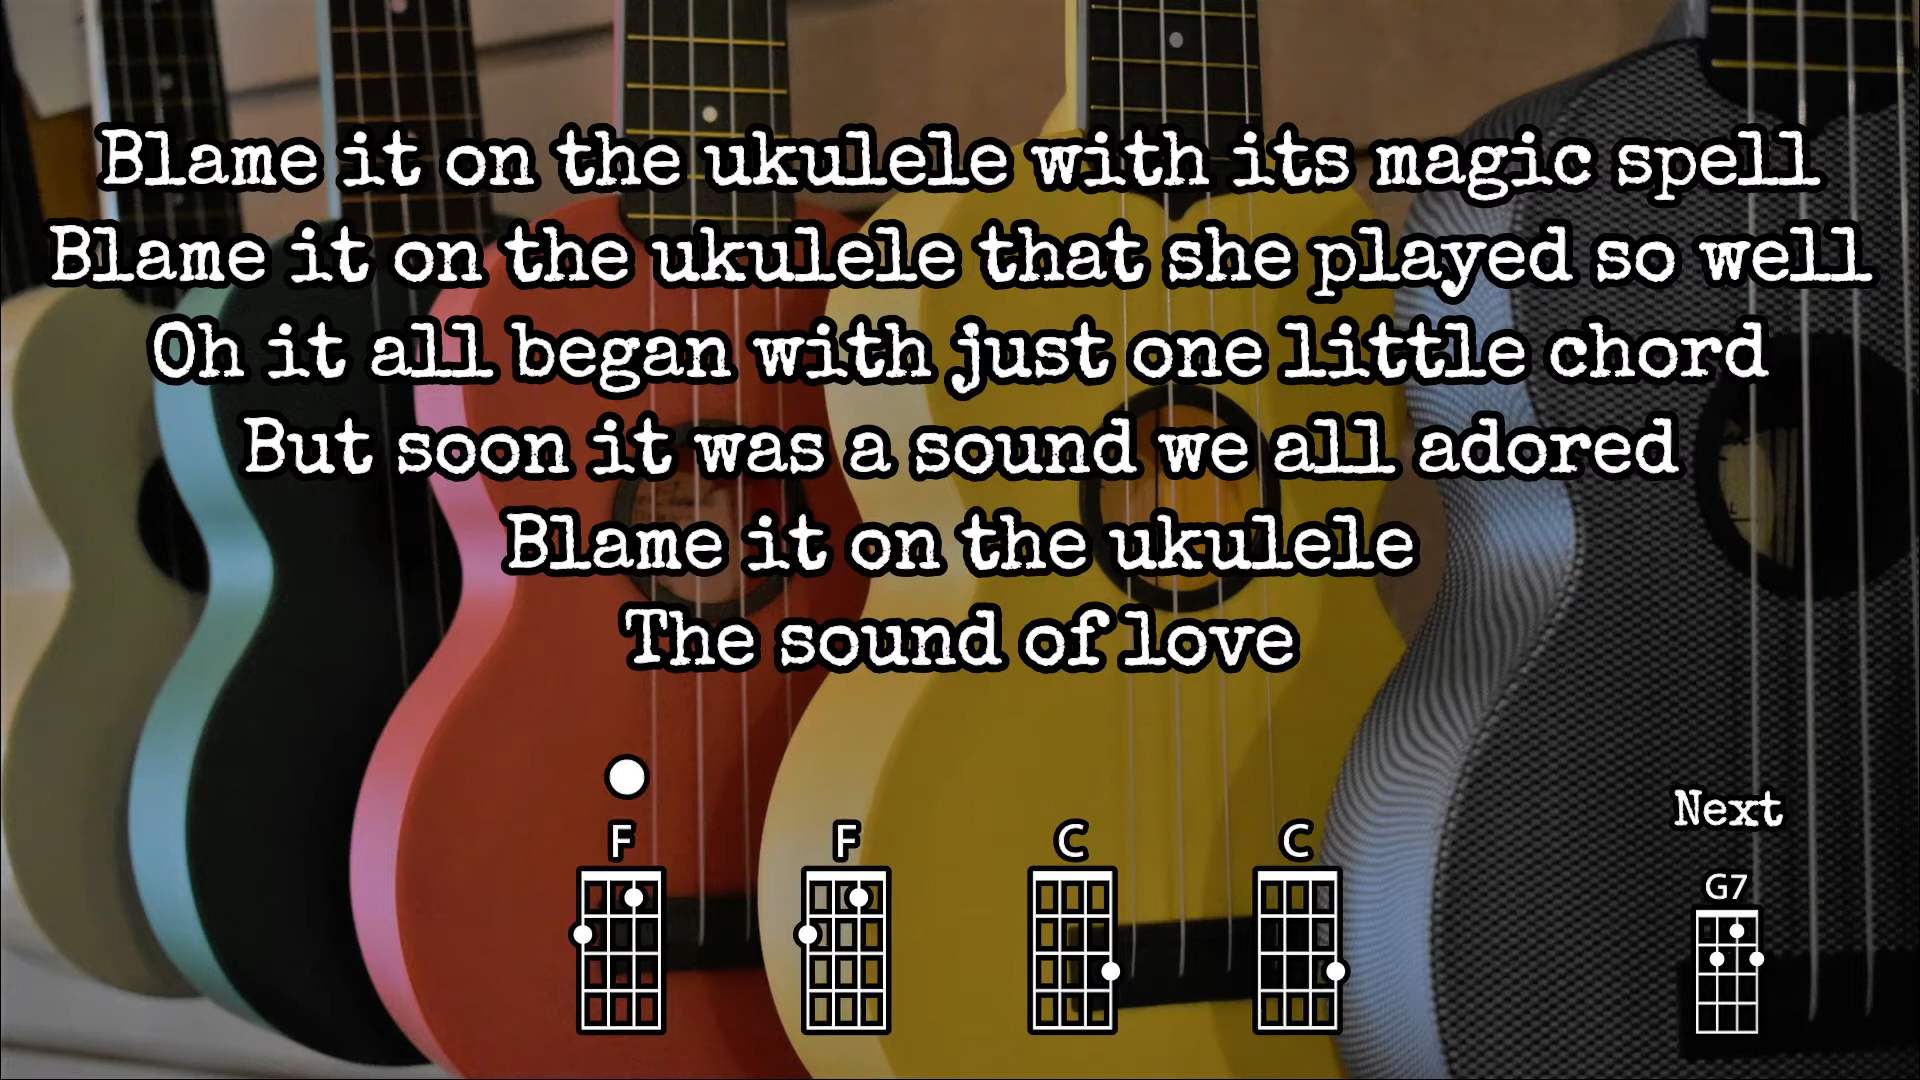 Blame it on the ukulele with its magic spell
Blame it on the ukulele that she played so well
Oh it all began with just one little chord
But soon it was a sound we all adored
Blame it on the ukulele
The sound of love
Next
F F C C G7